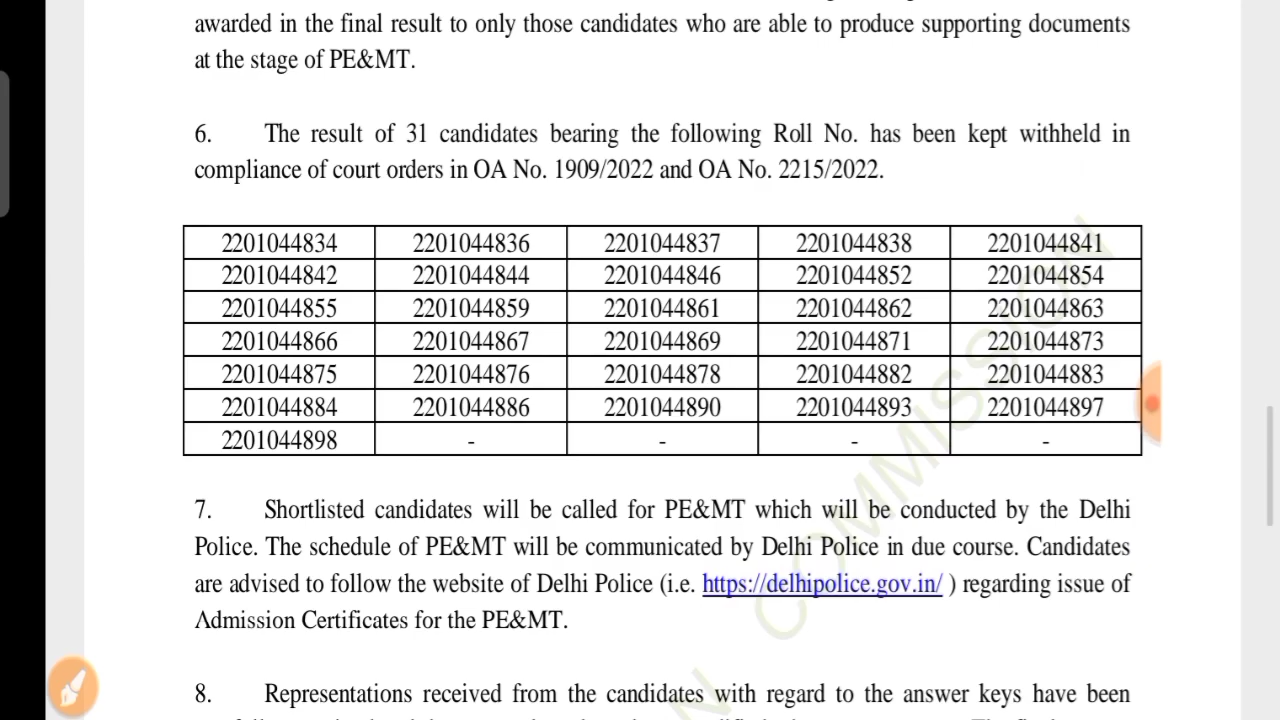 awarded in the final result to only those candidates who are able to produce supporting documents
at the stage of PE&MT.
6. The result of 31 candidates bearing the following Roll No. has been kept withheld in
compliance of court orders in OA No. 1909/2022 and OA No. 2215/2022.
2201044834 2201044836 2201044837 2201044838 2201044841
2201044842 2201044844 2201044846 2201044852 2201044854
2201044855 2201044859 2201044861 2201044862 2201044863
2201044866 2201044867 2201044869 2201044871 2201044873
2201044875 2201044876 2201044878 2201044882 2201044883
2201044884 2201044886 2201044890 2201044893 2201044897
2201044898 - - - -
7. Shortlisted candidates will be called for PE&MT which will be conducted by the Delhi
Police. The schedule of PE&MT will be communicated by Delhi Police in due course. Candidates
are advised to follow the website of Delhi Police (i.e. https://delhipolice.gov.in/ ) regarding issue of
Admission Certificates for the PE&MT.
8. Representations received from the candidates with regard to the answer keys have been
N COMMISSION